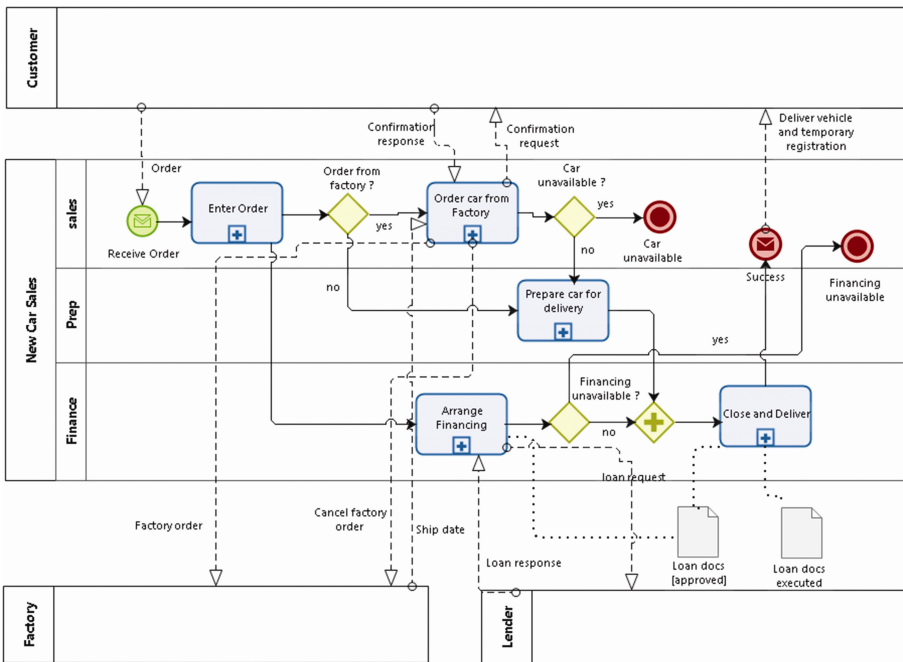 Customer
Confirmation
response
Confirmation
request
Deliver vehicle
and temporary
registration
Order
New Car Sales
sales
Receive Order
Enter Order
Order from
factory ?
yes
no
Order car from
Factory
Car
unavailable ?
yes
no
Car
unavailable
Success
Financing
unavailable
Prep
Prepare car for
delivery
yes
Finance
Arrange
Financing
Financing
unavailable ?
no
Close and Deliver
loan request
Factory order
Cancel factory
order
Ship date
Loan response
Loan docs
[approved]
Loan docs
executed
Factory
Lender